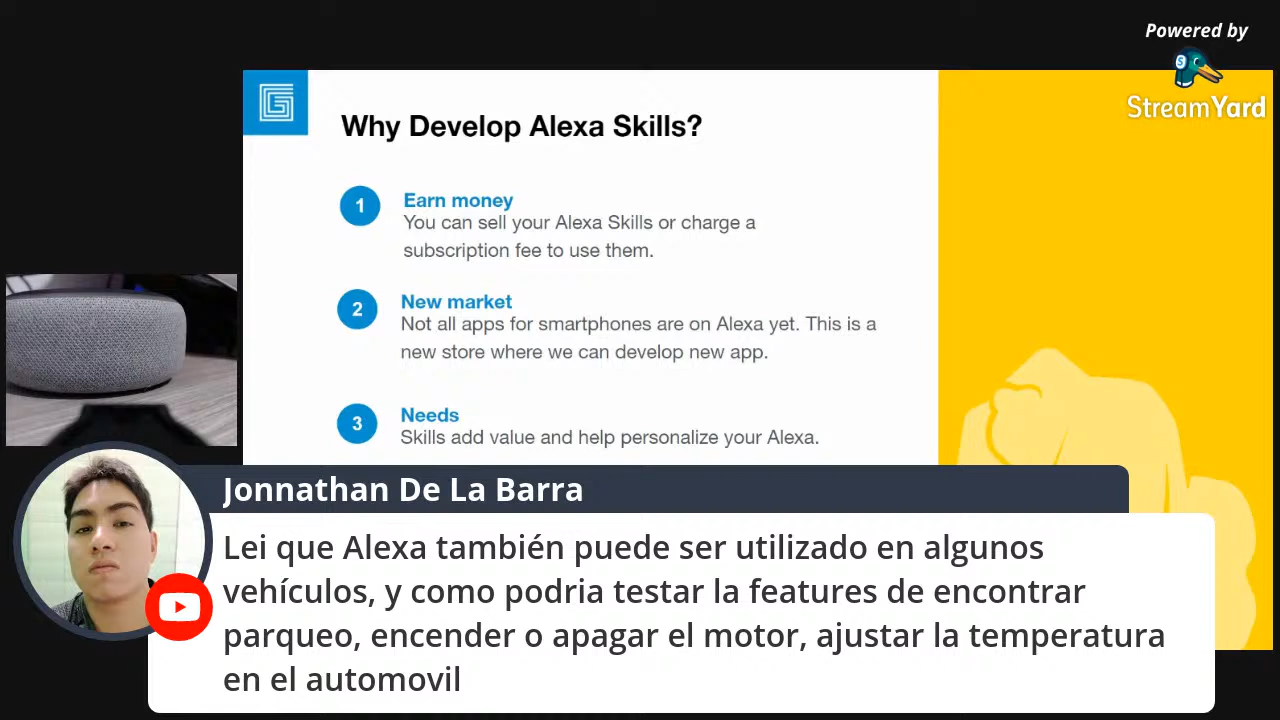 Powered by
StreamYard
Why Develop Alexa Skills?
1
Earn money
You can sell your Alexa Skills or charge a
subscription fee to use them.
2
New market
Not all apps for smartphones are on Alexa yet. This is a
new store where we can develop new app.
3
Needs
Skills add value and help personalize your Alexa.
Jonnathan De La Barra
Lei que Alexa también puede ser utilizado en algunos
vehículos, y como podria testar la features de encontrar
parqueo, encender o apagar el motor, ajustar la temperatura
en el automovil